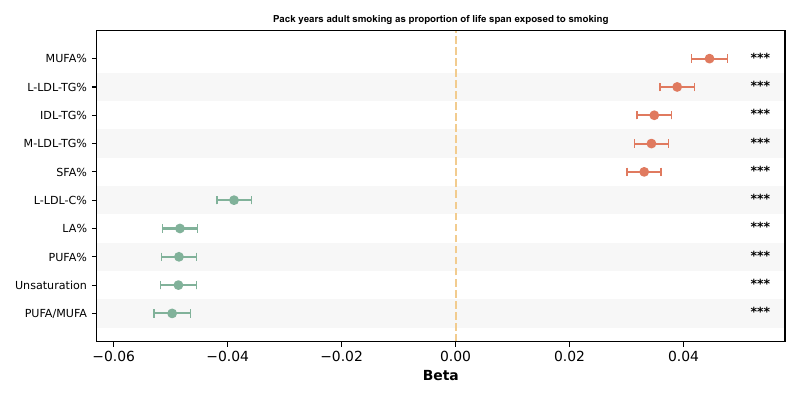 Pack years adult smoking as proportion of life span exposed to smoking
MUFA% ***
L-LDL-TG% ***
IDL-TG% ***
M-LDL-TG% ***
SFA% ***
L-LDL-C% ***
LA% ***
PUFA% ***
Unsaturation ***
PUFA/MUFA ***
−0.06 −0.04 −0.02 0.00 0.02 0.04
Beta